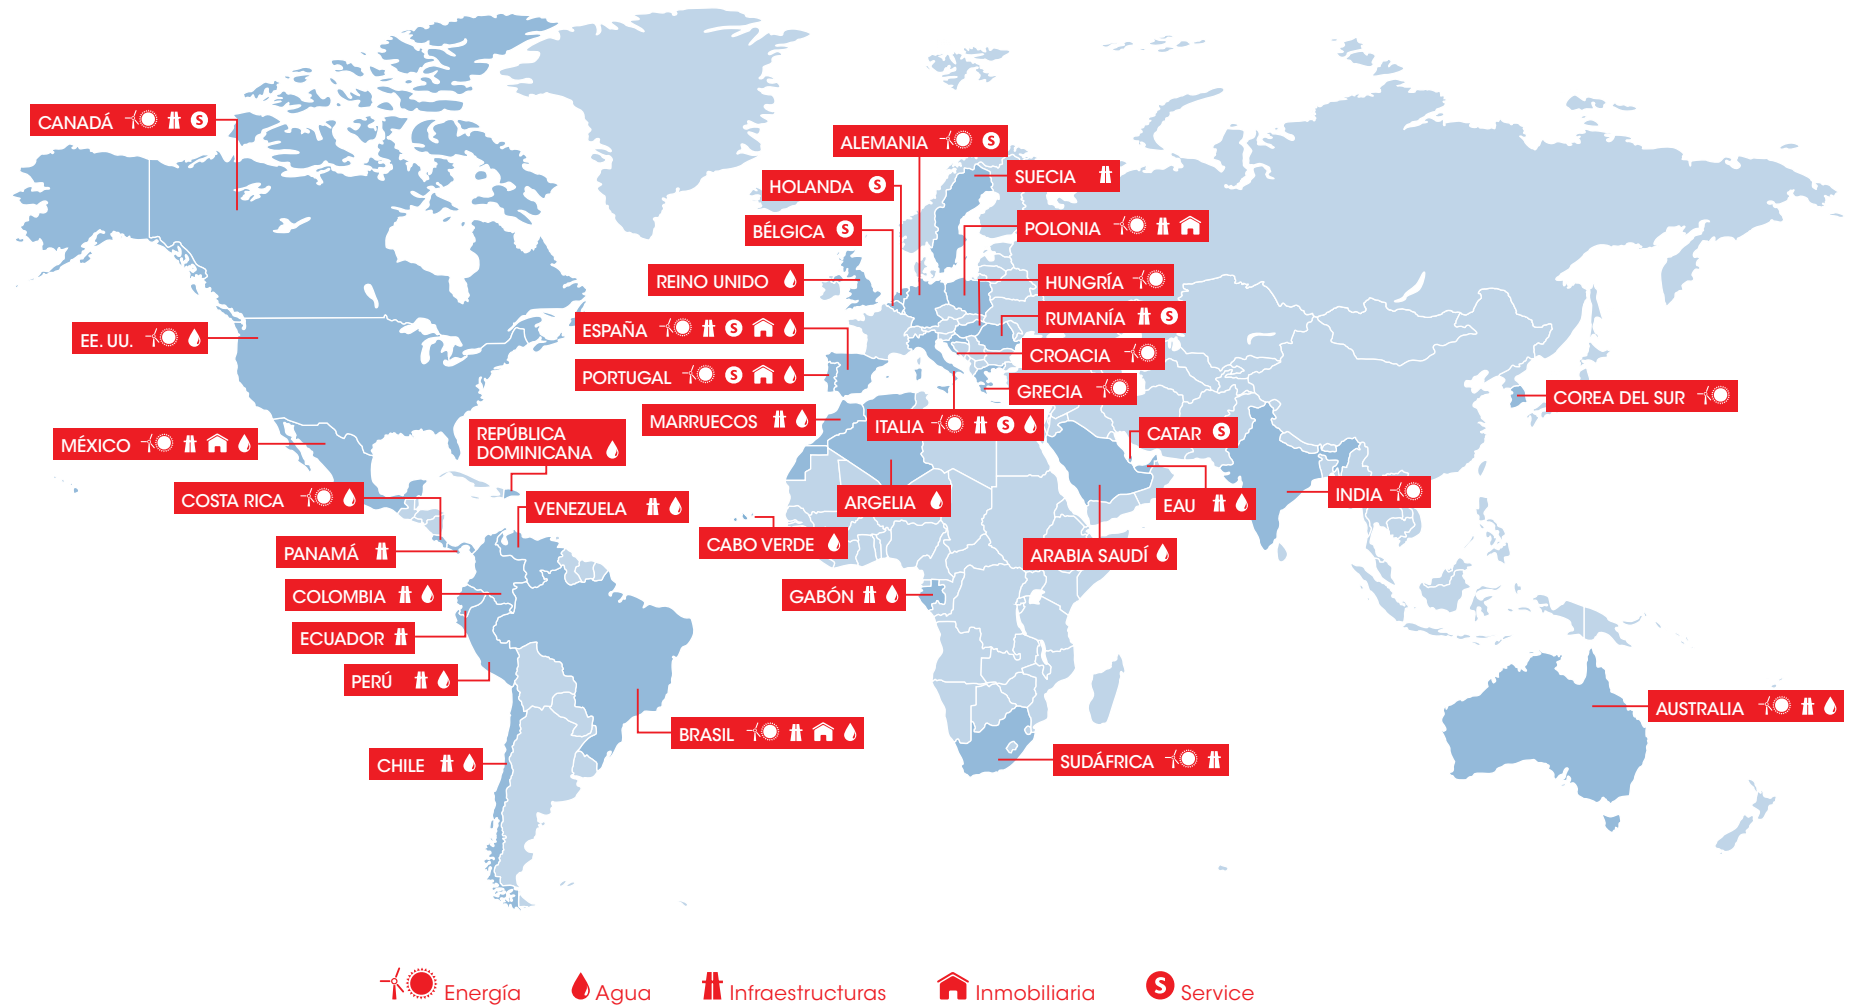 CANADÁ S
ALEMANIA S
SUECIA
HOLANDA S
BÉLGICA S
POLONIA
REINO UNIDO
HUNGRÍA
EE. UU.
ESPAÑA S
RUMANÍA S
CROACIA
PORTUGAL S
GRECIA
COREA DEL SUR
MÉXICO
MARRUECOS
ITALIA S
CATAR S
REPÚBLICA
DOMINICANA
COSTA RICA
VENEZUELA
ARGELIA
EAU
INDIA
PANAMÁ
CABO VERDE
ARABIA SAUDÍ
COLOMBIA
GABÓN
ECUADOR
PERÚ
BRASIL
AUSTRALIA
CHILE
SUDÁFRICA
Energía Agua Infraestructuras Inmobiliaria S Service